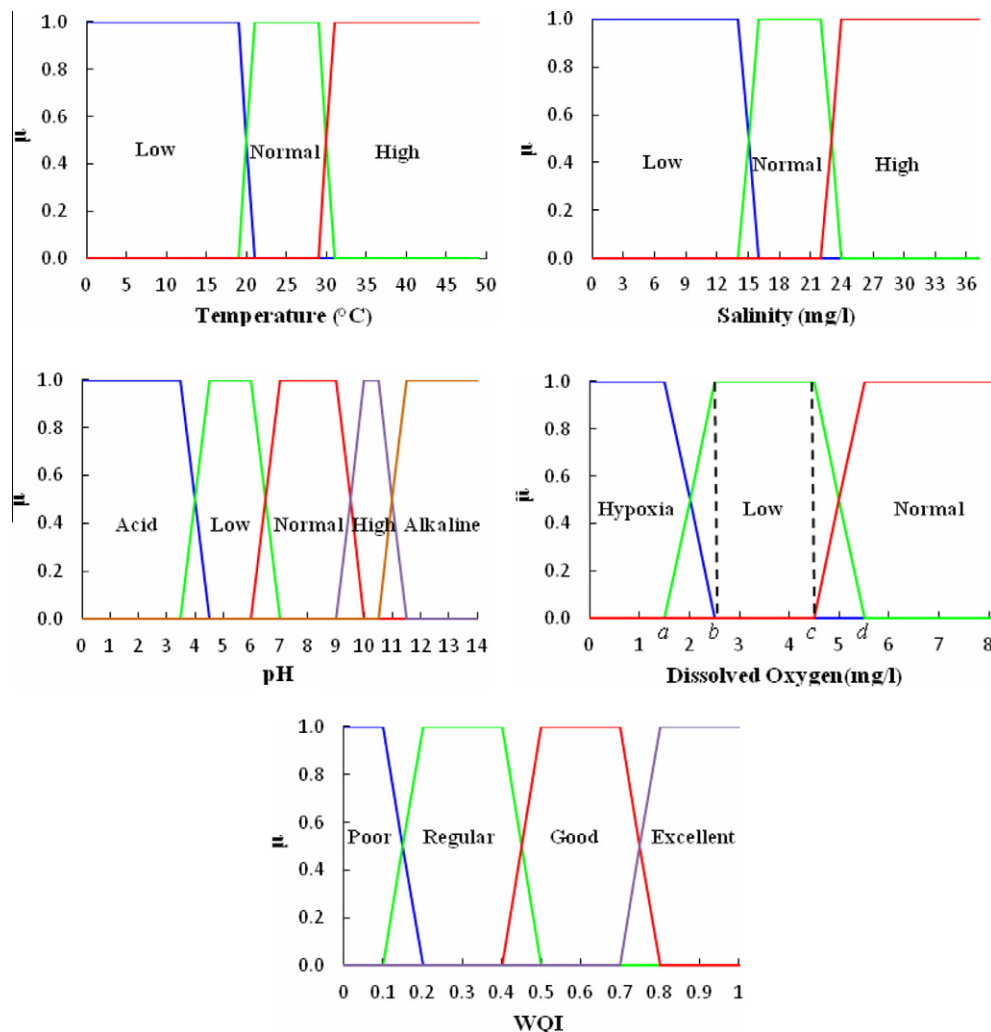 1.0
0.8
0.6
0.4
0.2
0.0
μ
Low
Normal
High
0 5 10 15 20 25 30 35 40 45 50
Temperature (°C)
1.0
0.8
0.6
0.4
0.2
0.0
μ
Low
Normal
High
0 3 6 9 12 15 18 21 24 27 30 33 36
Salinity (mg/l)
1.0
0.8
0.6
0.4
0.2
0.0
μ
Acid
Low
Normal
High
Alkaline
0 1 2 3 4 5 6 7 8 9 10 11 12 13 14
pH
1.0
0.8
0.6
0.4
0.2
0.0
Hypoxia
Low
Normal
a b c d
0 1 2 3 4 5 6 7 8
Dissolved Oxygen(mg/l)
1.0
0.8
0.6
0.4
0.2
0.0
μ
Poor
Regular
Good
Excellent
0 0.1 0.2 0.3 0.4 0.5 0.6 0.7 0.8 0.9 1
WQI